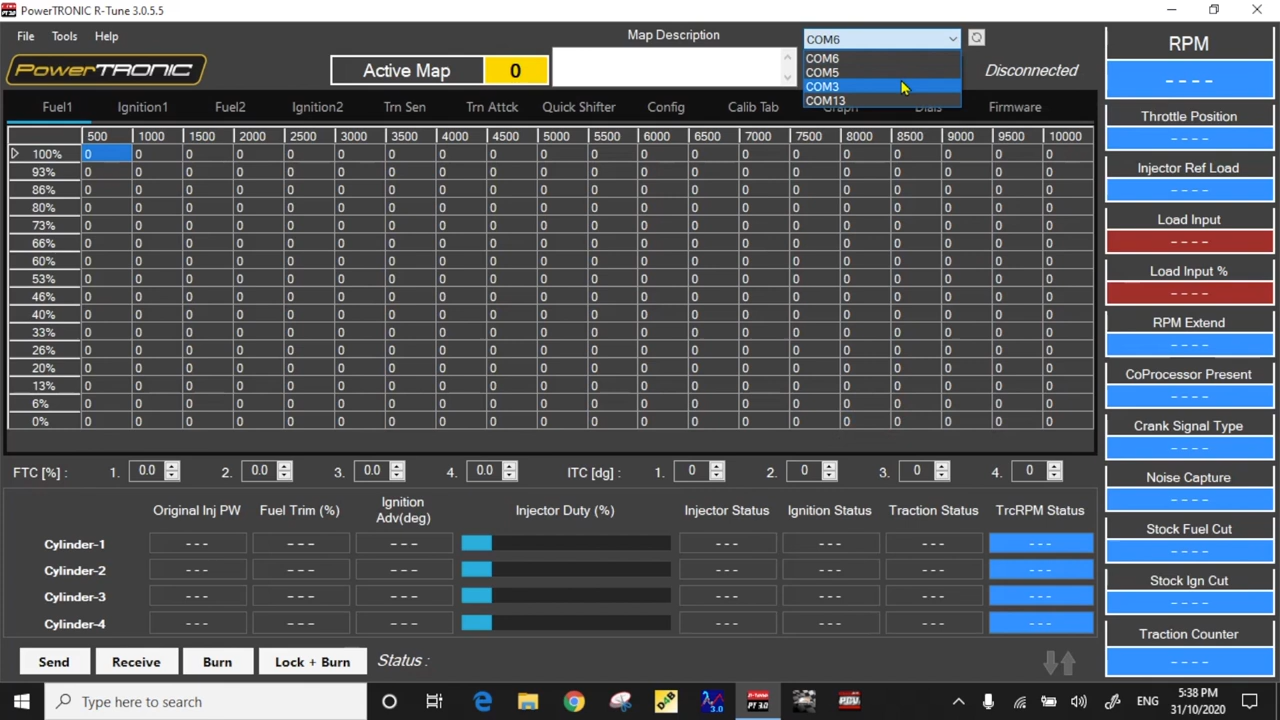 PowerTRONIC R-Tune 3.0.5.5
File Tools Help
Map Description
COM6
COM6
COM5
COM3
COM13
PowerTRONIC
Active Map 0
Disconnected
Fuel1 Ignition1 Fuel2 Ignition2 Trn Sen Trn Attck Quick Shifter Config Calib Tab Graph Dials Firmware
500 1000 1500 2000 2500 3000 3500 4000 4500 5000 5500 6000 6500 7000 7500 8000 8500 9000 9500 10000
100% 0 0 0 0 0 0 0 0 0 0 0 0 0 0 0 0 0 0 0 0
93% 0 0 0 0 0 0 0 0 0 0 0 0 0 0 0 0 0 0 0 0
86% 0 0 0 0 0 0 0 0 0 0 0 0 0 0 0 0 0 0 0 0
80% 0 0 0 0 0 0 0 0 0 0 0 0 0 0 0 0 0 0 0 0
73% 0 0 0 0 0 0 0 0 0 0 0 0 0 0 0 0 0 0 0 0
66% 0 0 0 0 0 0 0 0 0 0 0 0 0 0 0 0 0 0 0 0
60% 0 0 0 0 0 0 0 0 0 0 0 0 0 0 0 0 0 0 0 0
53% 0 0 0 0 0 0 0 0 0 0 0 0 0 0 0 0 0 0 0 0
46% 0 0 0 0 0 0 0 0 0 0 0 0 0 0 0 0 0 0 0 0
40% 0 0 0 0 0 0 0 0 0 0 0 0 0 0 0 0 0 0 0 0
33% 0 0 0 0 0 0 0 0 0 0 0 0 0 0 0 0 0 0 0 0
26% 0 0 0 0 0 0 0 0 0 0 0 0 0 0 0 0 0 0 0 0
20% 0 0 0 0 0 0 0 0 0 0 0 0 0 0 0 0 0 0 0 0
13% 0 0 0 0 0 0 0 0 0 0 0 0 0 0 0 0 0 0 0 0
6% 0 0 0 0 0 0 0 0 0 0 0 0 0 0 0 0 0 0 0 0
0% 0 0 0 0 0 0 0 0 0 0 0 0 0 0 0 0 0 0 0 0
FTC [%] : 1. 0.0 2. 0.0 3. 0.0 4. 0.0 ITC [dg] : 1. 0 2. 0 3. 0 4. 0
Original Inj PW Fuel Trim (%) Ignition Adv(deg) Injector Duty (%) Injector Status Ignition Status Traction Status TrcRPM Status
Cylinder-1 --- --- --- --- --- --- ---
Cylinder-2 --- --- --- --- --- --- ---
Cylinder-3 --- --- --- --- --- --- ---
Cylinder-4 --- --- --- --- --- --- ---
Send Receive Burn Lock + Burn Status :
RPM
----
Throttle Position
----
Injector Ref Load
----
Load Input
----
Load Input %
----
RPM Extend
----
CoProcessor Present
----
Crank Signal Type
----
Noise Capture
----
Stock Fuel Cut
----
Stock Ign Cut
----
Traction Counter
----
Type here to search
ENG
5:38 PM
31/10/2020